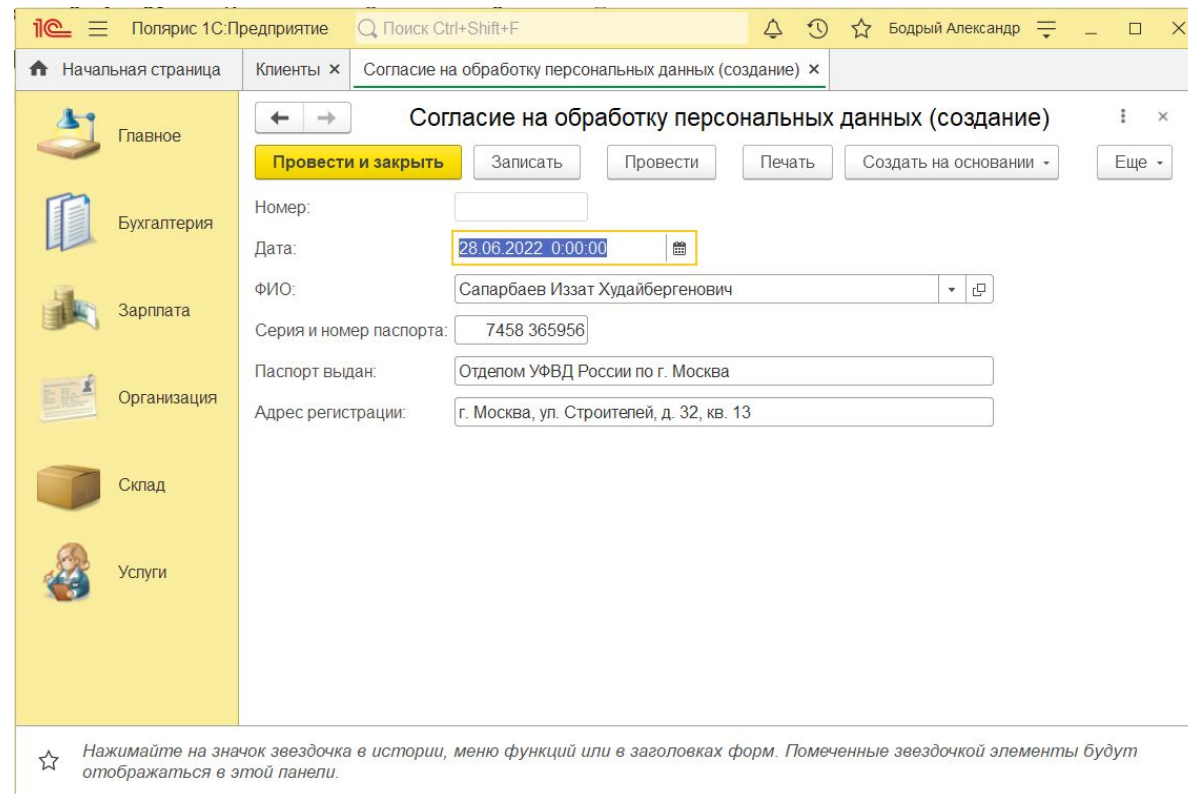 1С Полярис 1С:Предприятие Поиск Ctrl+Shift+F Бодрый Александр
Начальная страница Клиенты × Согласие на обработку персональных данных (создание) ×
Главное
Бухгалтерия
Зарплата
Организация
Склад
Услуги
Согласие на обработку персональных данных (создание)
Провести и закрыть Записать Провести Печать Создать на основании Еще
Номер:
Дата: 28.06.2022 0:00:00
ФИО: Сапарбаев Иззат Худайбергенович
Серия и номер паспорта: 7458 365956
Паспорт выдан: Отделом УФВД России по г. Москва
Адрес регистрации: г. Москва, ул. Строителей, д. 32, кв. 13
Нажимайте на значок звездочка в истории, меню функций или в заголовках форм. Помеченные звездочкой элементы будут
отображаться в этой панели.